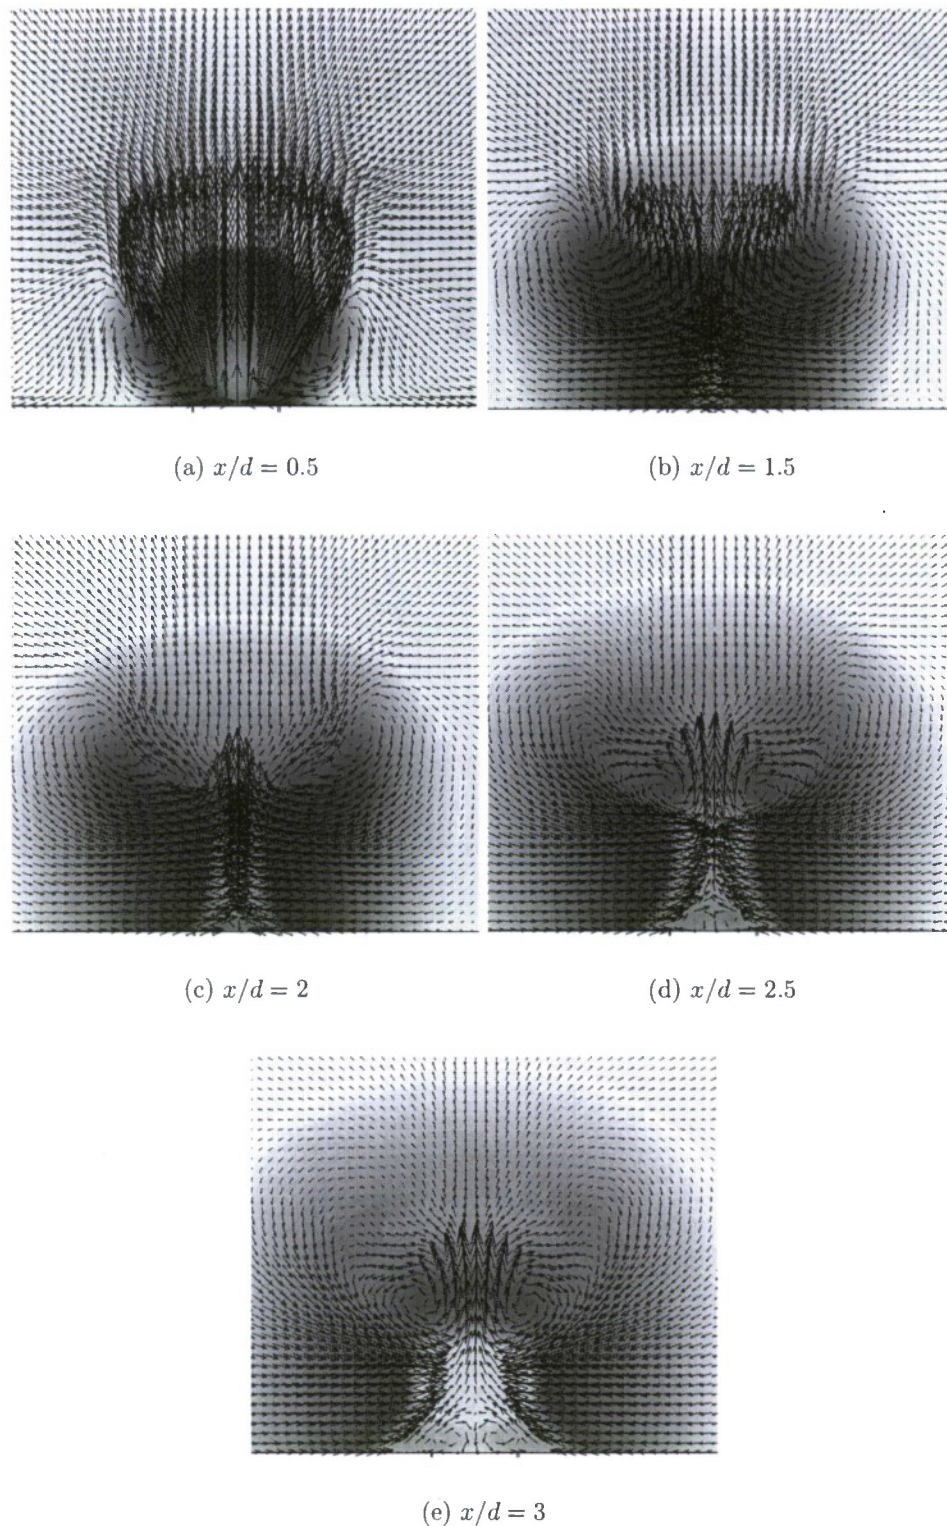 (a) x/d = 0.5
(b) x/d = 1.5
(c) x/d = 2
(d) x/d = 2.5
(e) x/d = 3